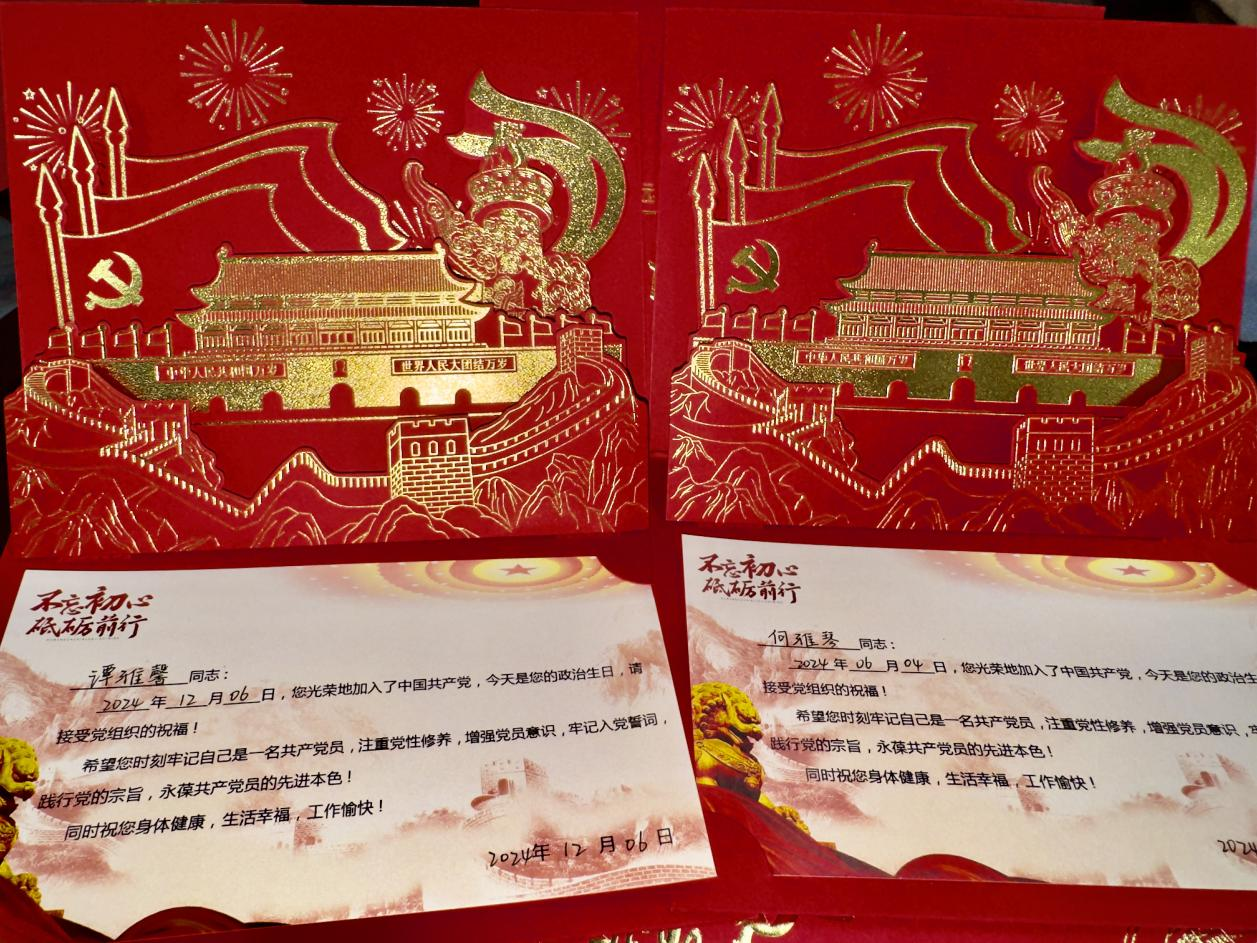 中华人民共和国万岁
世界人民大团结万岁
中华人民共和国万岁
世界人民大团结万岁
不忘初心
砥砺前行
谭雅馨 同志：
2024 年 12 月 06 日，您光荣地加入了中国共产党，今天是您的政治生日，请
接受党组织的祝福！
希望您时刻牢记自己是一名共产党员，注重党性修养，增强党员意识，牢记入党誓词，
践行党的宗旨，永葆共产党员的先进本色！
同时祝您身体健康，生活幸福，工作愉快！
2024年 12 月 06 日
不忘初心
砥砺前行
何雅琴 同志：
2024 年 06 月 04 日，您光荣地加入了中国共产党，今天是您的政治生
接受党组织的祝福！
希望您时刻牢记自己是一名共产党员，注重党性修养，增强党员意识，
践行党的宗旨，永葆共产党员的先进本色！
同时祝您身体健康，生活幸福，工作愉快！
2024